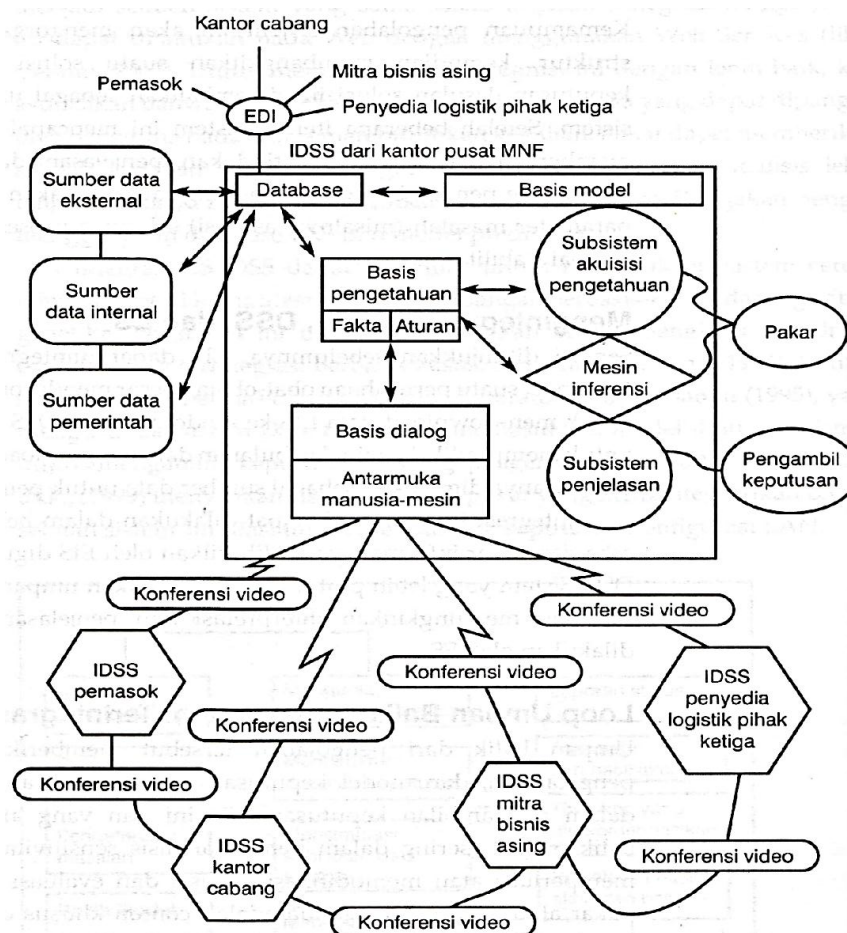 Kantor cabang
Pemasok
Mitra bisnis asing
EDI
Penyedia logistik pihak ketiga
IDSS dari kantor pusat MNF
Sumber data
eksternal
Database
Basis model
Sumber
data internal
Basis
pengetahuan
Fakta
Aturan
Subsistem
akuisisi
pengetahuan
Pakar
Mesin
inferensi
Sumber data
pemerintah
Basis dialog
Antarmuka
manusia-mesin
Subsistem
penjelasan
Pengambil
keputusan
Konferensi video
Konferensi video
IDSS
pemasok
Konferensi video
Konferensi video
IDSS
penyedia
logistik pihak
ketiga
Konferensi video
IDSS
kantor
cabang
IDSS
mitra
bisnis
asing
Konferensi video
Konferensi video